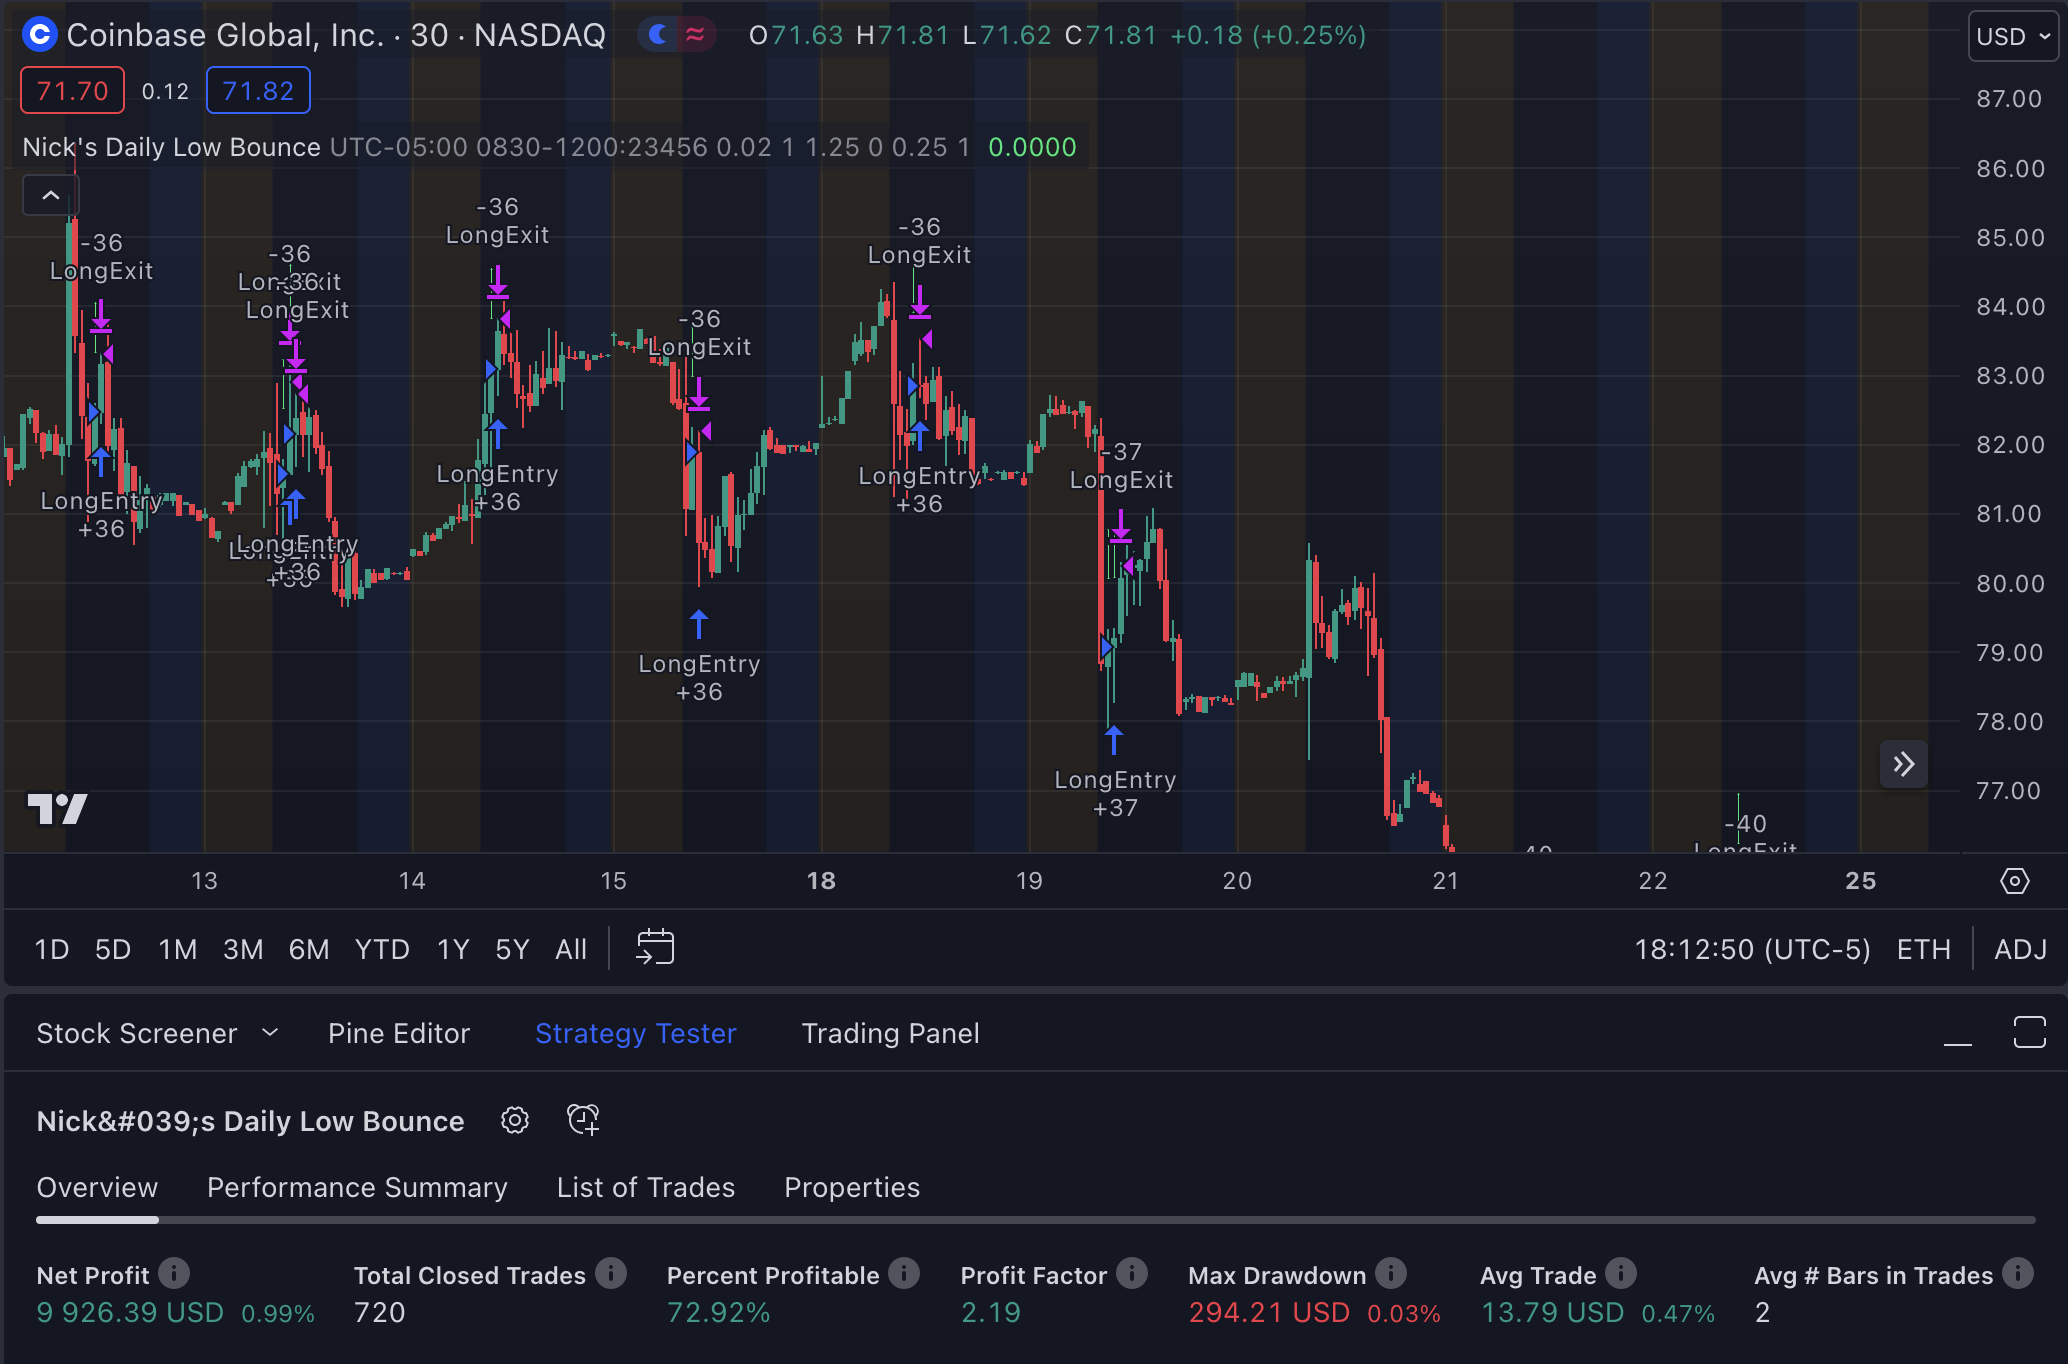 Coinbase Global, Inc. · 30 · NASDAQ O71.63 H71.81 L71.62 C71.81 +0.18 (+0.25%)
USD
71.70 0.12 71.82
Nick's Daily Low Bounce UTC-05:00 0830-1200:23456 0.02 1 1.25 0 0.25 1 0.0000
87.00
86.00
85.00
84.00
83.00
82.00
81.00
80.00
79.00
78.00
77.00
-36
LongExit
LongEntry
+36
-36
LongExit
-36
LongExit
LongEntry
LongEntry
+36
-36
LongExit
LongEntry
+36
-36
LongExit
LongEntry
+36
-36
LongExit
LongEntry
+36
-37
LongExit
LongEntry
+37
-40
LongExit
13 14 15 18 19 20 21 22 25
1D 5D 1M 3M 6M YTD 1Y 5Y All 18:12:50 (UTC-5) ETH ADJ
Stock Screener Pine Editor Strategy Tester Trading Panel
Nick&#039;s Daily Low Bounce
Overview Performance Summary List of Trades Properties
Net Profit Total Closed Trades Percent Profitable Profit Factor Max Drawdown Avg Trade Avg # Bars in Trades
9 926.39 USD 0.99% 720 72.92% 2.19 294.21 USD 0.03% 13.79 USD 0.47% 2